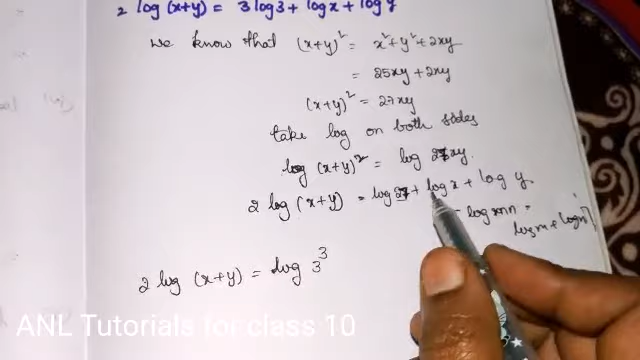 2 log (x+y) = 3 log 3 + log x + log y
We know that (x+y)² = x²+y²+2xy
= 25xy+2xy
(x+y)² = 27xy
take log on both sides
log (x+y)² = log 27xy.
2 log (x+y) = log 27 + log x + log y
log mn =
log m + log n
2 log (x+y) = log 3³
ANL Tutorials for class 10